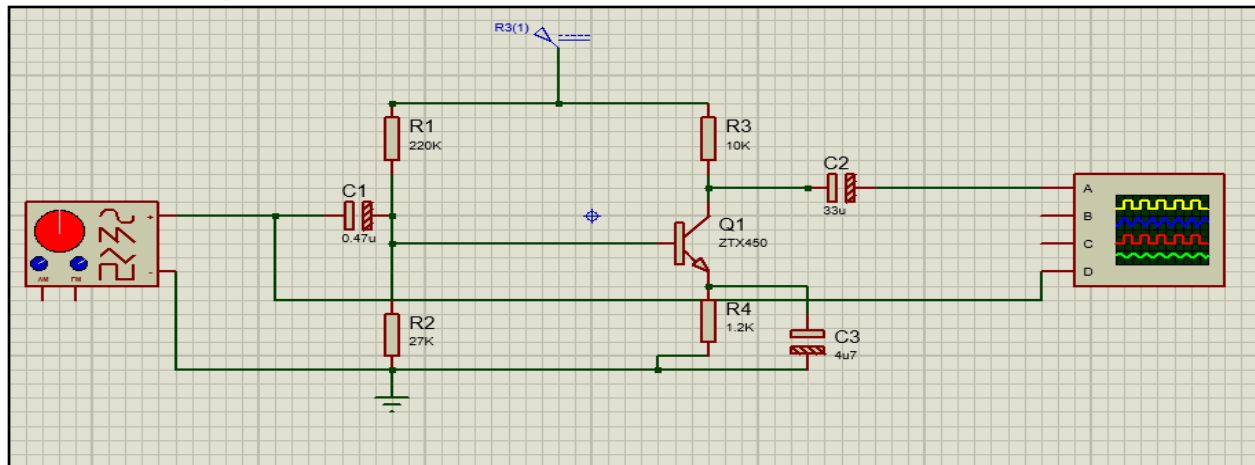 R3(1)
R1
220K
R3
10K
C2
33u
C1
0.47u
Q1
ZTX450
A
B
C
D
+
-
AM
FM
R2
27K
R4
1.2K
C3
4u7